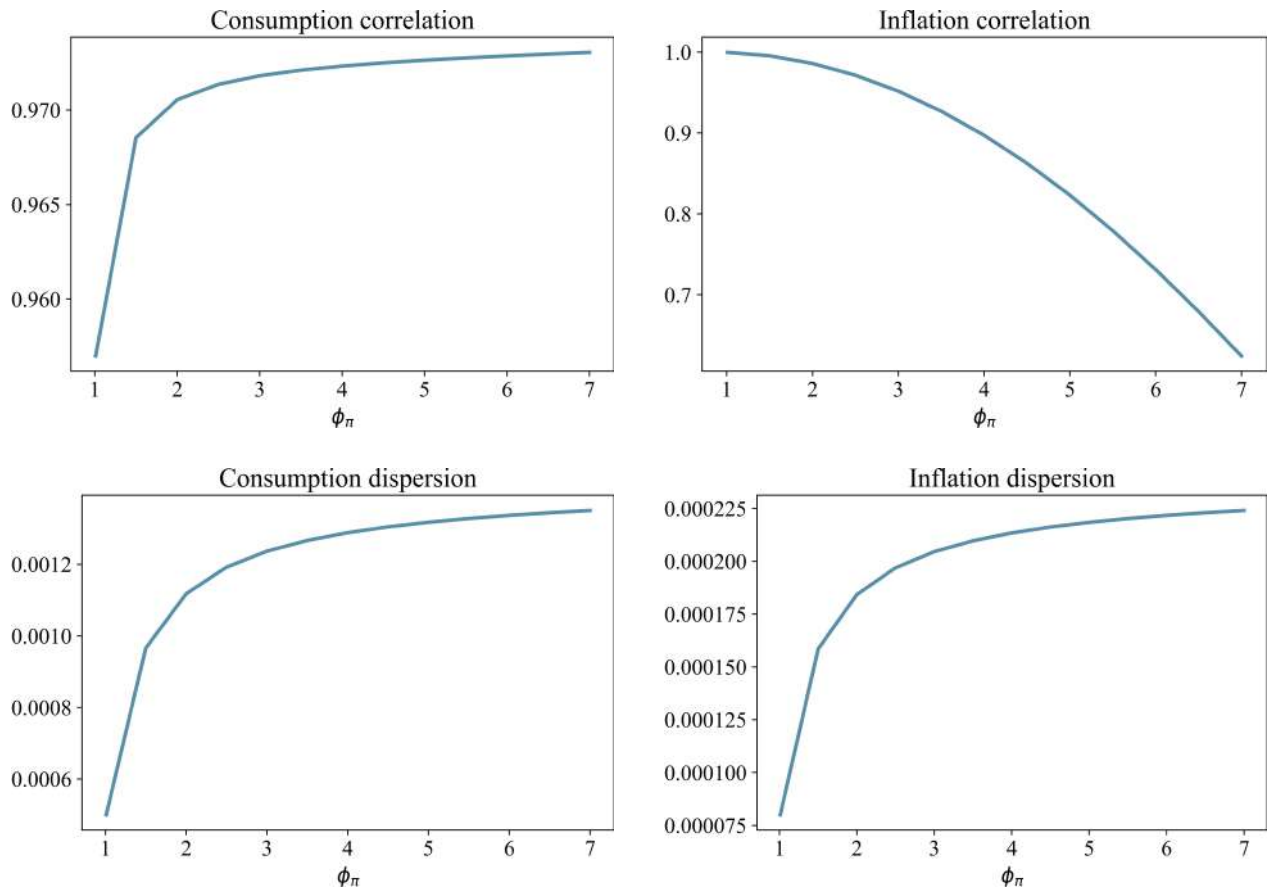 Consumption correlation
0.970
0.965
0.960
1 2 3 4 5 6 7
ϕπ
Inflation correlation
1.0
0.9
0.8
0.7
1 2 3 4 5 6 7
ϕπ
Consumption dispersion
0.0012
0.0010
0.0008
0.0006
1 2 3 4 5 6 7
ϕπ
Inflation dispersion
0.000225
0.000200
0.000175
0.000150
0.000125
0.000100
0.000075
1 2 3 4 5 6 7
ϕπ